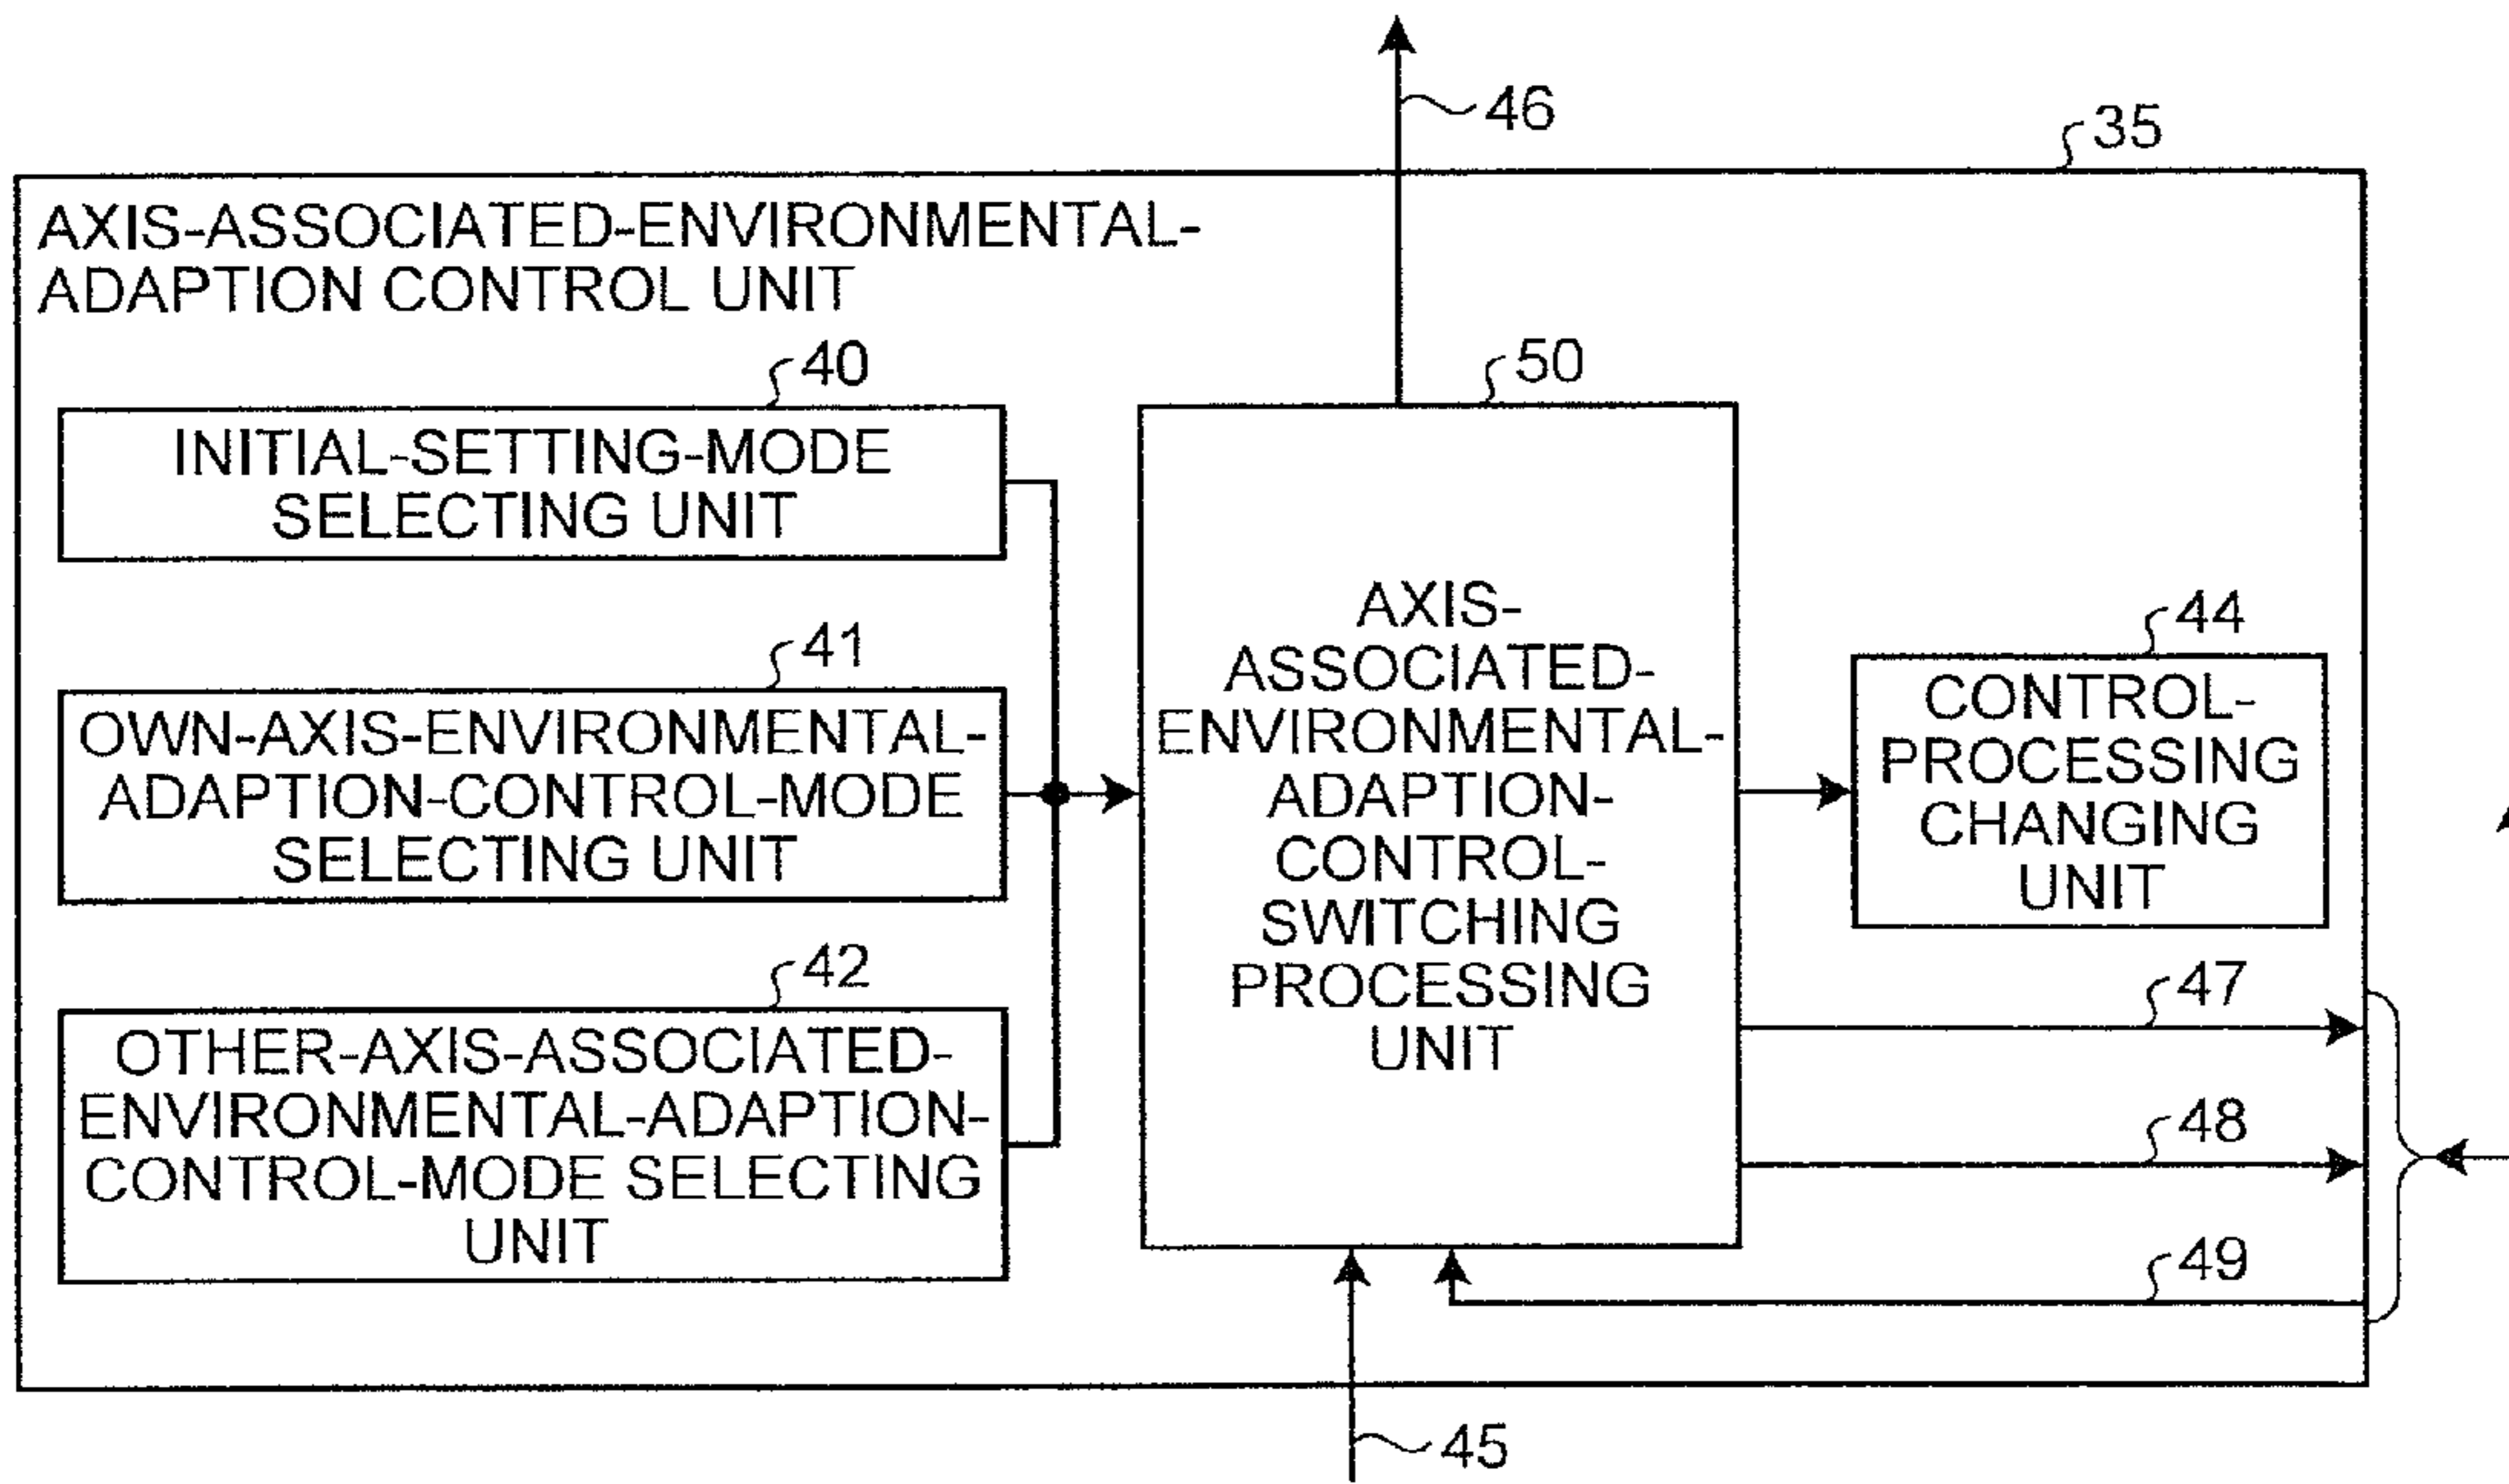 46
35
AXIS-ASSOCIATED-ENVIRONMENTAL-
ADAPTION CONTROL UNIT
40
INITIAL-SETTING-MODE
SELECTING UNIT
41
OWN-AXIS-ENVIRONMENTAL-
ADAPTION-CONTROL-MODE
SELECTING UNIT
42
OTHER-AXIS-ASSOCIATED-
ENVIRONMENTAL-ADAPTION-
CONTROL-MODE SELECTING
UNIT
50
AXIS-
ASSOCIATED-
ENVIRONMENTAL-
ADAPTION-
CONTROL-
SWITCHING
PROCESSING
UNIT
44
CONTROL-
PROCESSING
CHANGING
UNIT
47
48
49
45